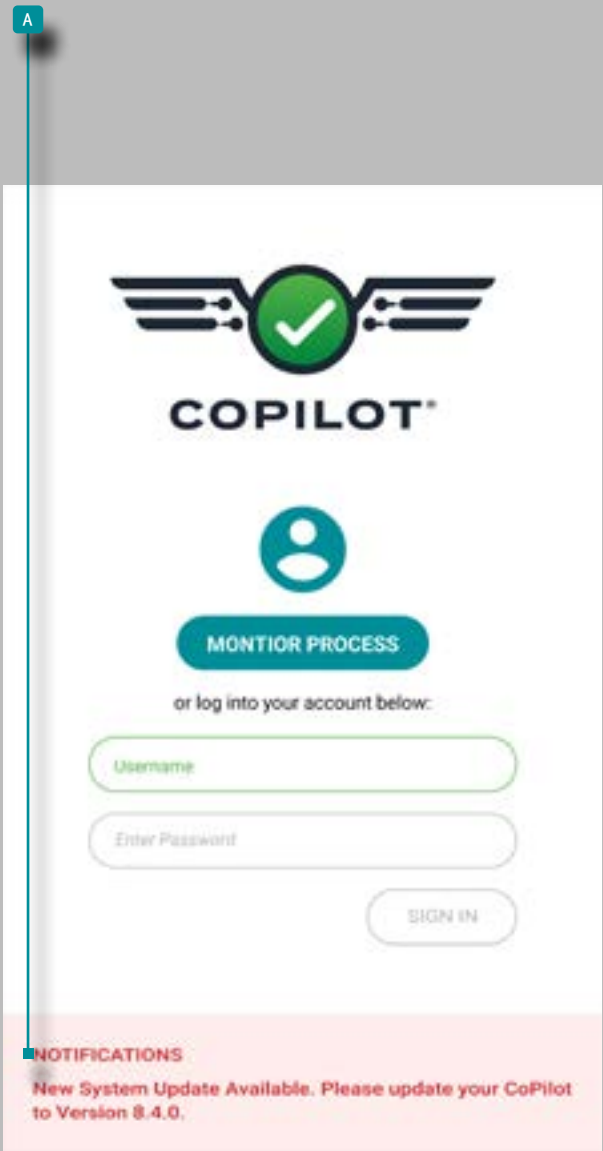 A
COPILOT®
MONTIOR PROCESS
or log into your account below:
Username
Enter Password
SIGN IN
NOTIFICATIONS
New System Update Available. Please update your CoPilot
to Version 8.4.0.